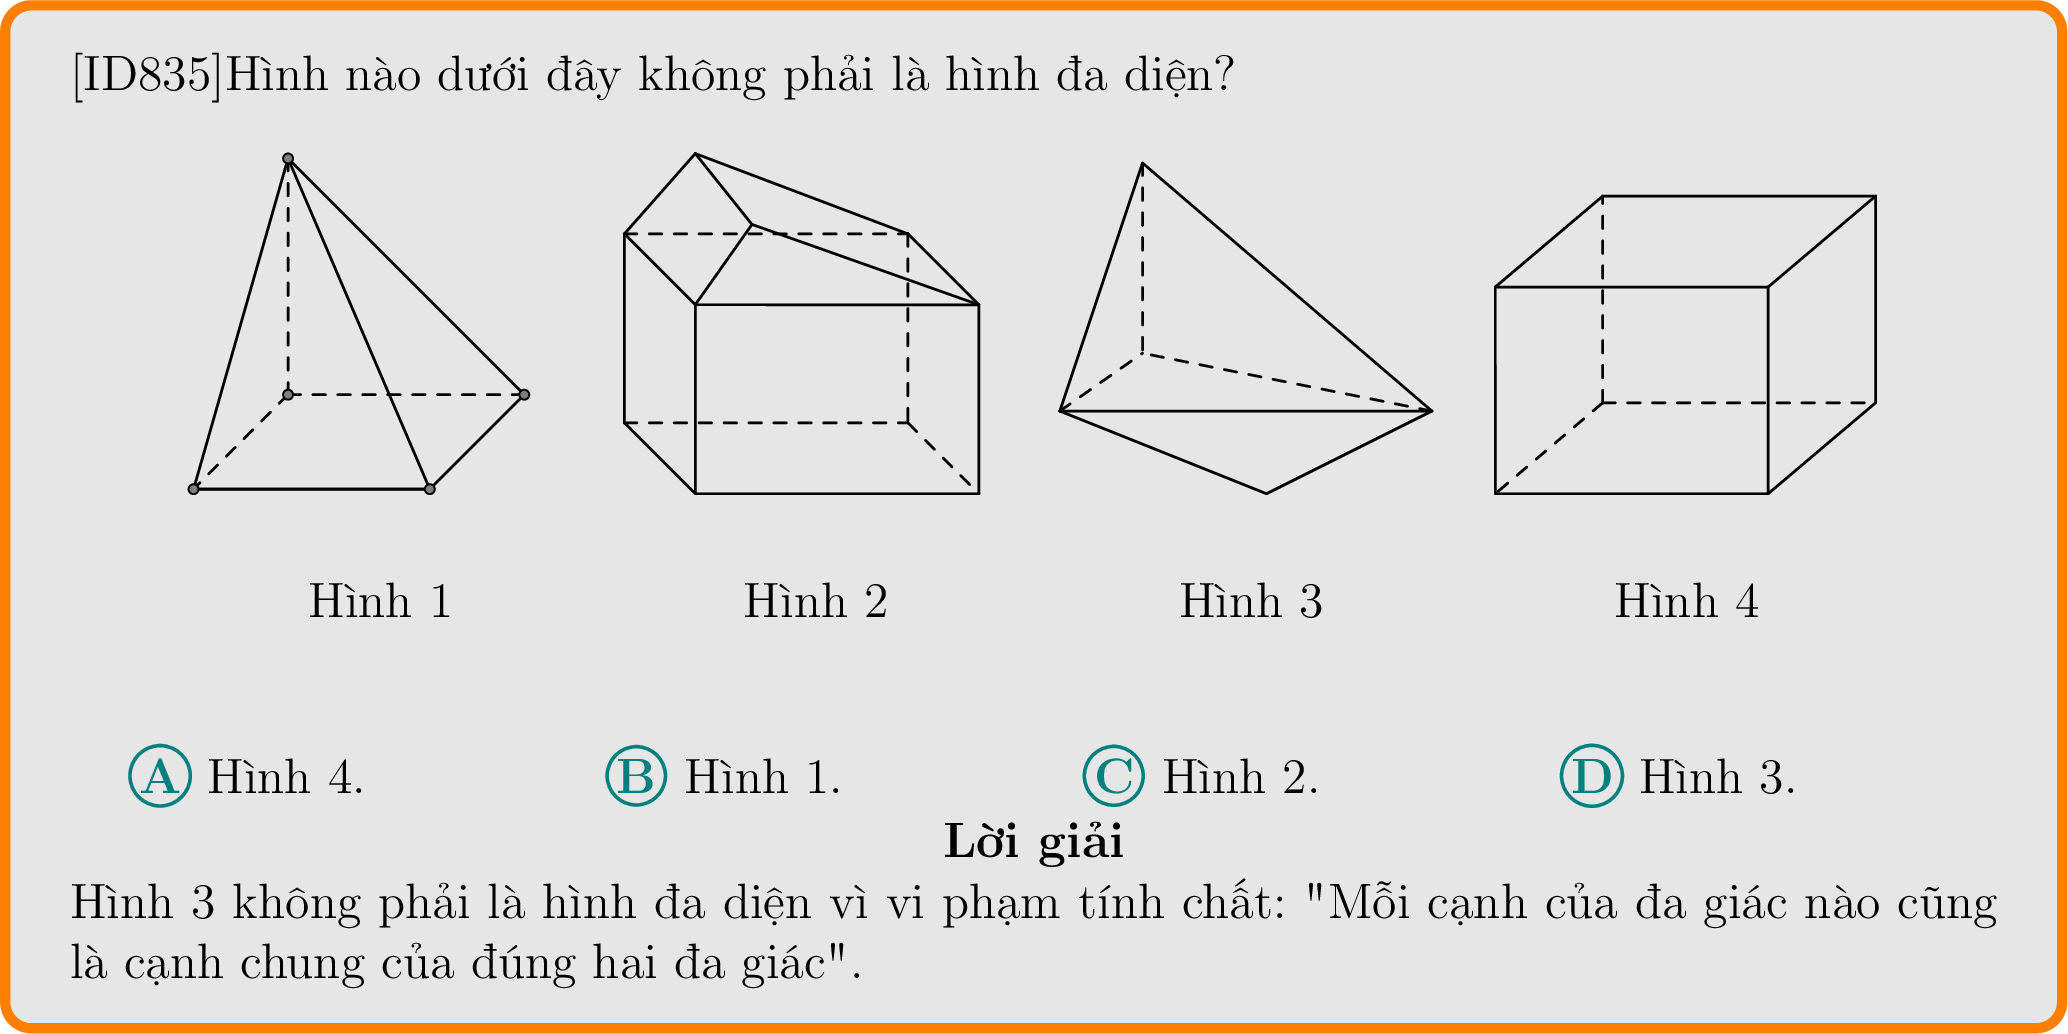 [ID835]Hình nào dưới đây không phải là hình đa diện?
Hình 1 Hình 2 Hình 3 Hình 4
A Hình 4. B Hình 1. C Hình 2. D Hình 3.
Lời giải
Hình 3 không phải là hình đa diện vì vi phạm tính chất: "Mỗi cạnh của đa giác nào cũng
là cạnh chung của đúng hai đa giác".